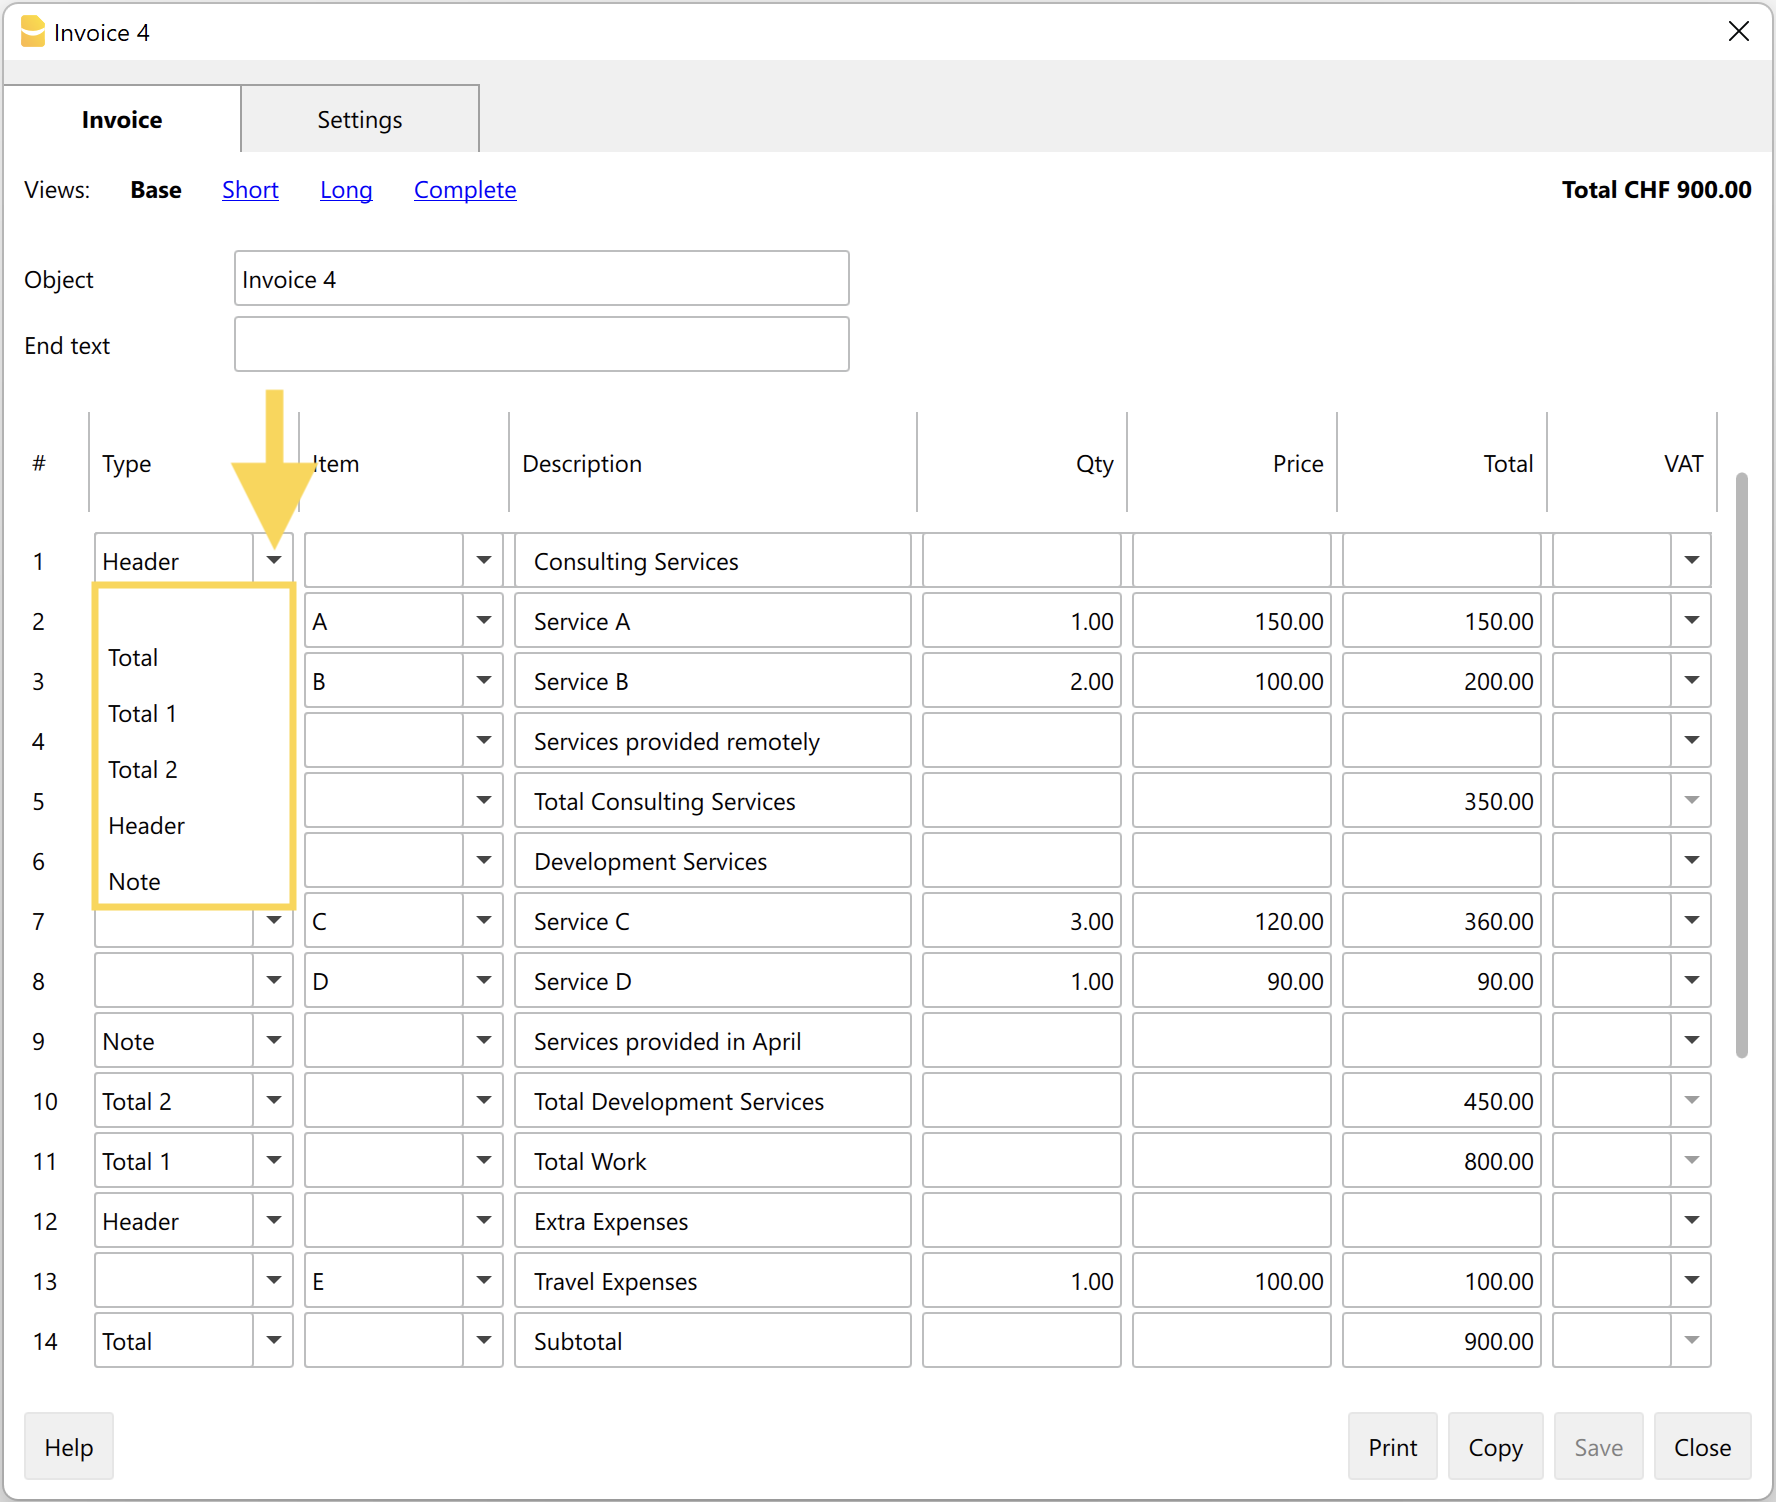 Invoice 4
Invoice Settings
Views: Base Short Long Complete Total CHF 900.00
Object Invoice 4
End text
# Type Item Description Qty Price Total VAT
1 Header Consulting Services
2 A Service A 1.00 150.00 150.00
Total
3 B Service B 2.00 100.00 200.00
Total 1
4 Services provided remotely
Total 2
5 Total Consulting Services 350.00
Header
6 Development Services
Note
7 C Service C 3.00 120.00 360.00
8 D Service D 1.00 90.00 90.00
9 Note Services provided in April
10 Total 2 Total Development Services 450.00
11 Total 1 Total Work 800.00
12 Header Extra Expenses
13 E Travel Expenses 1.00 100.00 100.00
14 Total Subtotal 900.00
Help Print Copy Save Close